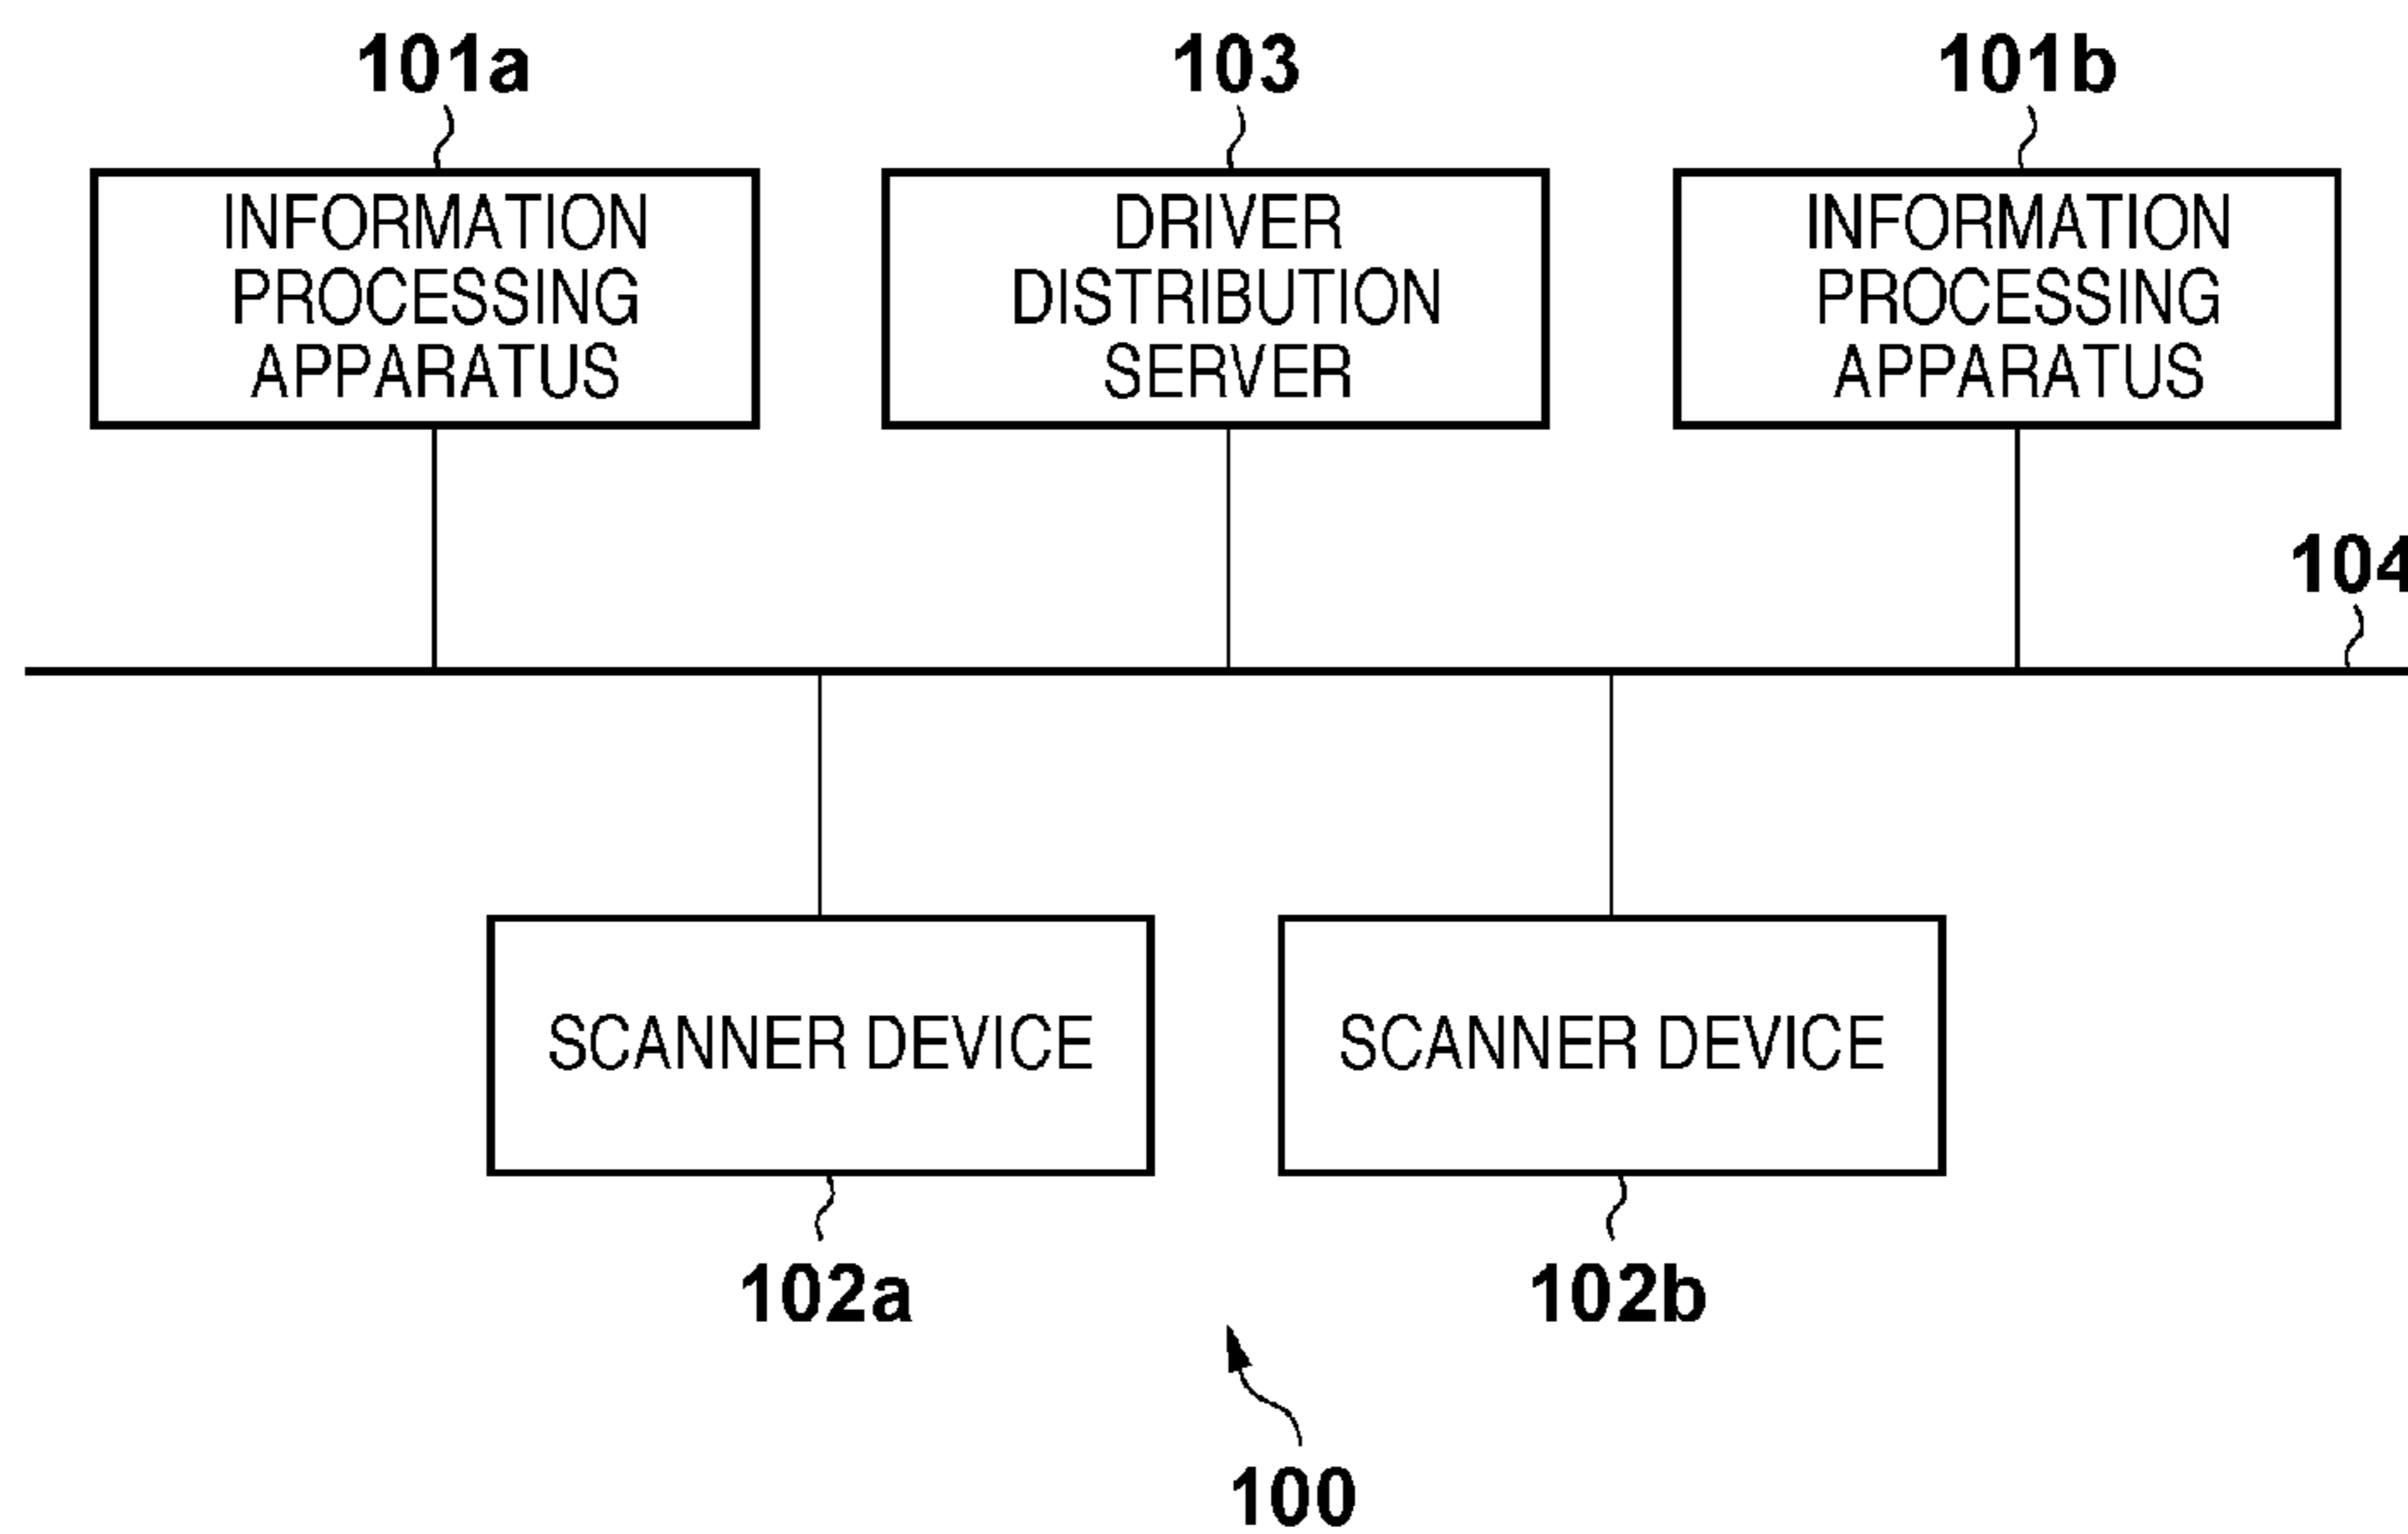 101a
103
101b
INFORMATION
PROCESSING
APPARATUS
DRIVER
DISTRIBUTION
SERVER
INFORMATION
PROCESSING
APPARATUS
104
SCANNER DEVICE
SCANNER DEVICE
102a
102b
100